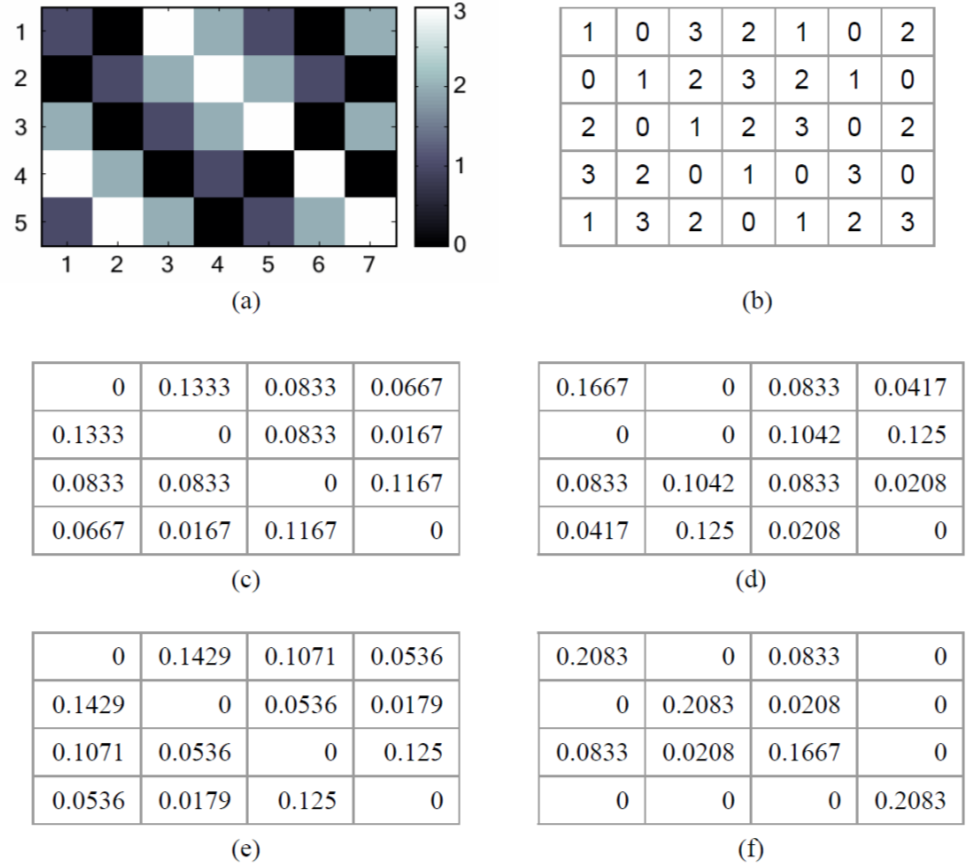 1 2 3 4 5
3 2 1 0
1 2 3 4 5 6 7
(a)
1 0 3 2 1 0 2
0 1 2 3 2 1 0
2 0 1 2 3 0 2
3 2 0 1 0 3 0
1 3 2 0 1 2 3
(b)
0 0.1333 0.0833 0.0667
0.1333 0 0.0833 0.0167
0.0833 0.0833 0 0.1167
0.0667 0.0167 0.1167 0
(c)
0.1667 0 0.0833 0.0417
0 0 0.1042 0.125
0.0833 0.1042 0.0833 0.0208
0.0417 0.125 0.0208 0
(d)
0 0.1429 0.1071 0.0536
0.1429 0 0.0536 0.0179
0.1071 0.0536 0 0.125
0.0536 0.0179 0.125 0
(e)
0.2083 0 0.0833 0
0 0.2083 0.0208 0
0.0833 0.0208 0.1667 0
0 0 0 0.2083
(f)